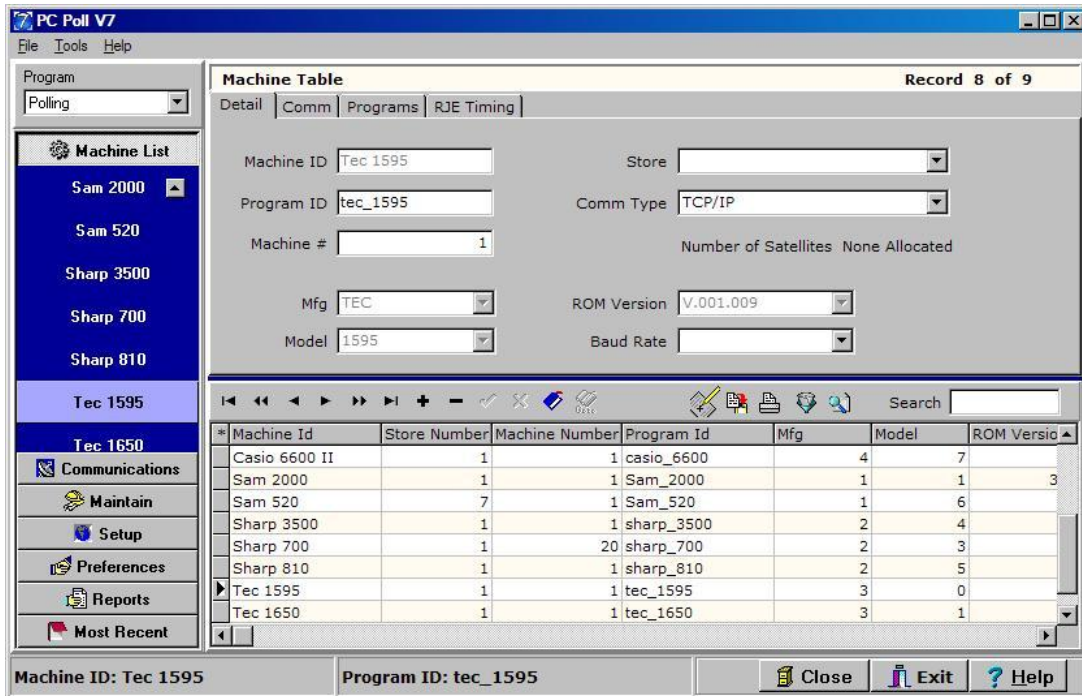 PC Poll V7
File Tools Help
Program
Polling
Machine List
Sam 2000
Sam 520
Sharp 3500
Sharp 700
Sharp 810
Tec 1595
Tec 1650
Communications
Maintain
Setup
Preferences
Reports
Most Recent
Machine Table Record 8 of 9
Detail Comm Programs RJE Timing
Machine ID Tec 1595 Store
Program ID tec_1595 Comm Type TCP/IP
Machine # 1 Number of Satellites None Allocated
Mfg TEC ROM Version V.001.009
Model 1595 Baud Rate
Search
* Machine Id Store Number Machine Number Program Id Mfg Model ROM Versio
Casio 6600 II 1 1 casio_6600 4 7
Sam 2000 1 1 Sam_2000 1 1 3
Sam 520 7 1 Sam_520 1 6
Sharp 3500 1 1 sharp_3500 2 4
Sharp 700 1 20 sharp_700 2 3
Sharp 810 1 1 sharp_810 2 5
Tec 1595 1 1 tec_1595 3 0
Tec 1650 1 1 tec_1650 3 1
Machine ID: Tec 1595 Program ID: tec_1595 Close Exit Help